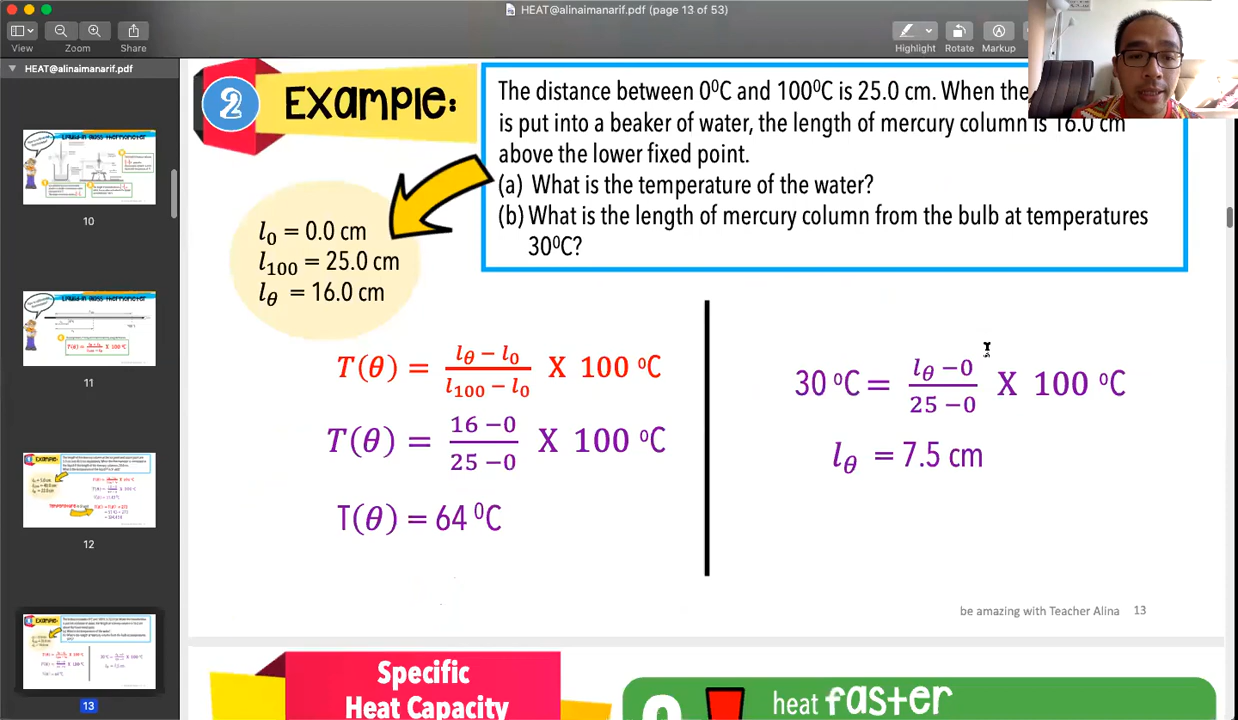 HEAT@alinaimanarif.pdf (page 13 of 53)
View
Zoom
Share
Highlight
Rotate
Markup
HEAT@alinaimanarif.pdf
10
11
12
13
2 Example:
The distance between 0⁰C and 100⁰C is 25.0 cm. When the
is put into a beaker of water, the length of mercury column is 16.0 cm
above the lower fixed point.
(a) What is the temperature of the water?
(b) What is the length of mercury column from the bulb at temperatures
30⁰C?
l₀ = 0.0 cm
l₁₀₀ = 25.0 cm
l_θ = 16.0 cm
T(θ) = (l_θ − l₀)/(l₁₀₀ − l₀) X 100 ⁰C
T(θ) = (16 −0)/(25 −0) X 100 ⁰C
T(θ) = 64 ⁰C
30 ⁰C = (l_θ −0)/(25 −0) X 100 ⁰C
l_θ = 7.5 cm
be amazing with Teacher Alina 13
Specific
Heat Capacity
heat faster